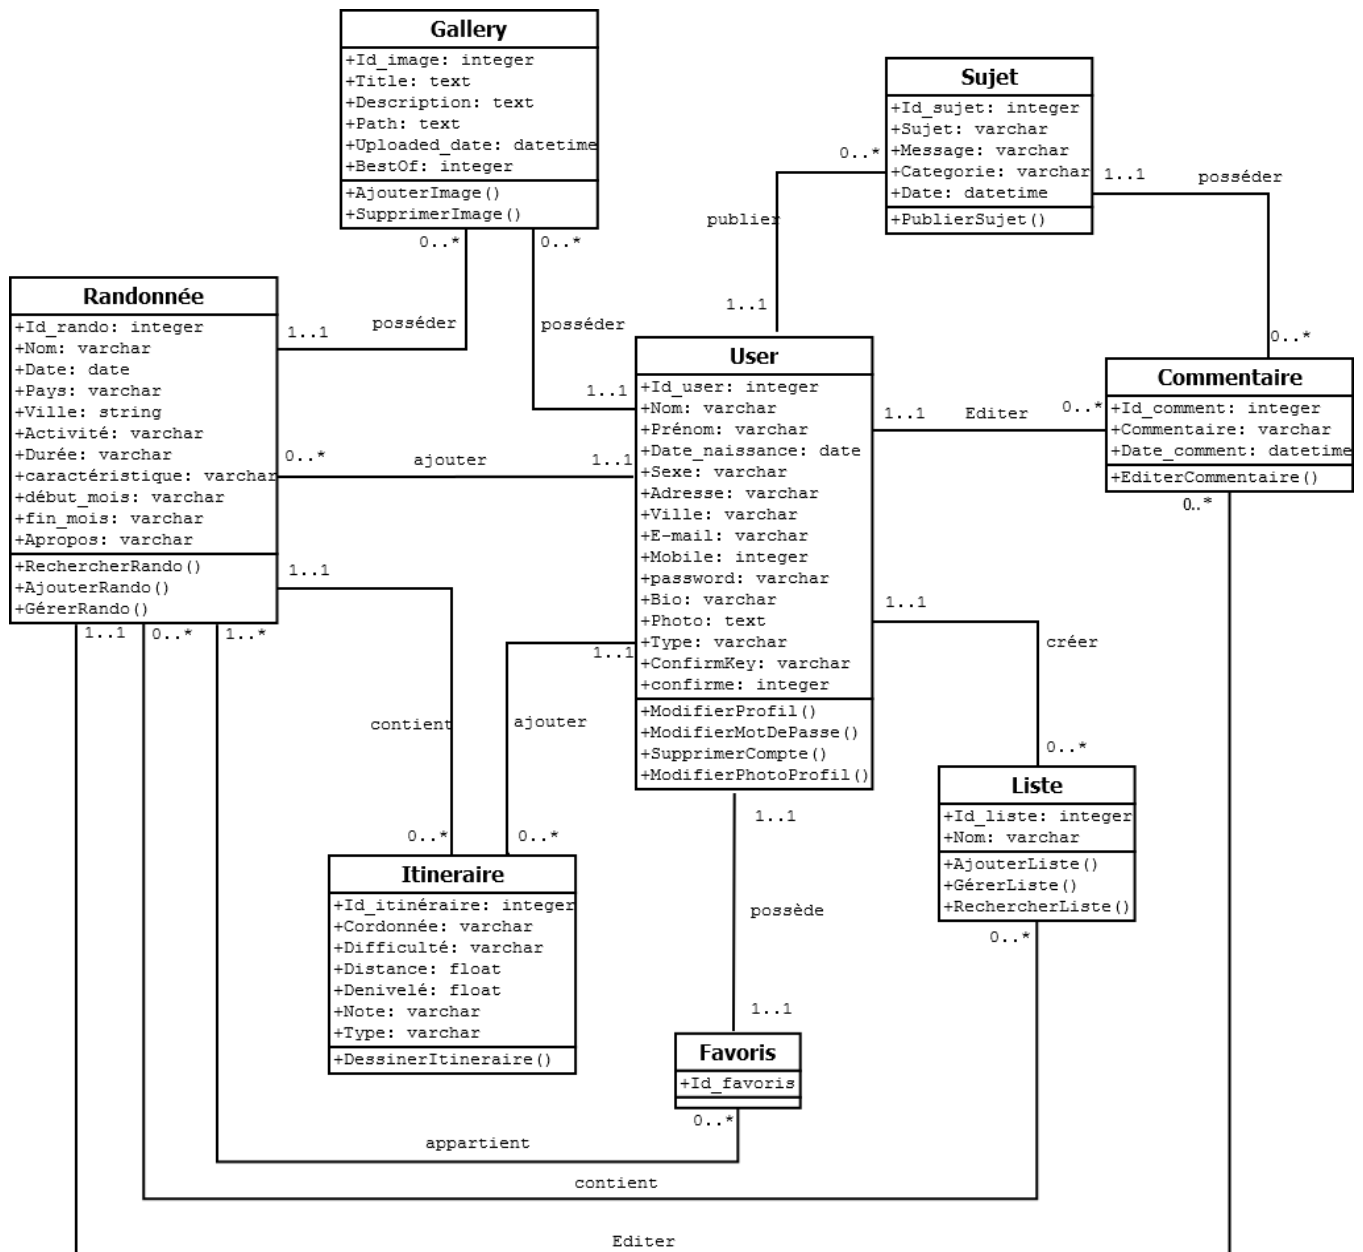 Gallery
+Id_image: integer
+Title: text
+Description: text
+Path: text
+Uploaded_date: datetime
+BestOf: integer
+AjouterImage()
+SupprimerImage()
0..*
0..*
Sujet
+Id_sujet: integer
+Sujet: varchar
+Message: varchar
+Categorie: varchar
+Date: datetime
+PublierSujet()
0..*
1..1
posséder
publier
1..1
0..*
Randonnée
+Id_rando: integer
+Nom: varchar
+Date: date
+Pays: varchar
+Ville: string
+Activité: varchar
+Durée: varchar
+caractéristique: varchar
+début_mois: varchar
+fin_mois: varchar
+Apropos: varchar
+RechercherRando()
+AjouterRando()
+GérerRando()
1..1
posséder
posséder
1..1
0..*
ajouter
1..1
1..1
1..1
0..*
1..*
User
+Id_user: integer
+Nom: varchar
+Prénom: varchar
+Date_naissance: date
+Sexe: varchar
+Adresse: varchar
+Ville: varchar
+E-mail: varchar
+Mobile: integer
+password: varchar
+Bio: varchar
+Photo: text
+Type: varchar
+ConfirmKey: varchar
+confirme: integer
+ModifierProfil()
+ModifierMotDePasse()
+SupprimerCompte()
+ModifierPhotoProfil()
1..1
Editer
0..*
Commentaire
+Id_comment: integer
+Commentaire: varchar
+Date_comment: datetime
+EditerCommentaire()
0..*
1..1
créer
0..*
1..1
contient
ajouter
0..*
0..*
Liste
+Id_liste: integer
+Nom: varchar
+AjouterListe()
+GérerListe()
+RechercherListe()
0..*
1..1
possède
1..1
Itineraire
+Id_itinéraire: integer
+Cordonnée: varchar
+Difficulté: varchar
+Distance: float
+Denivelé: float
+Note: varchar
+Type: varchar
+DessinerItineraire()
Favoris
+Id_favoris
0..*
appartient
contient
Editer